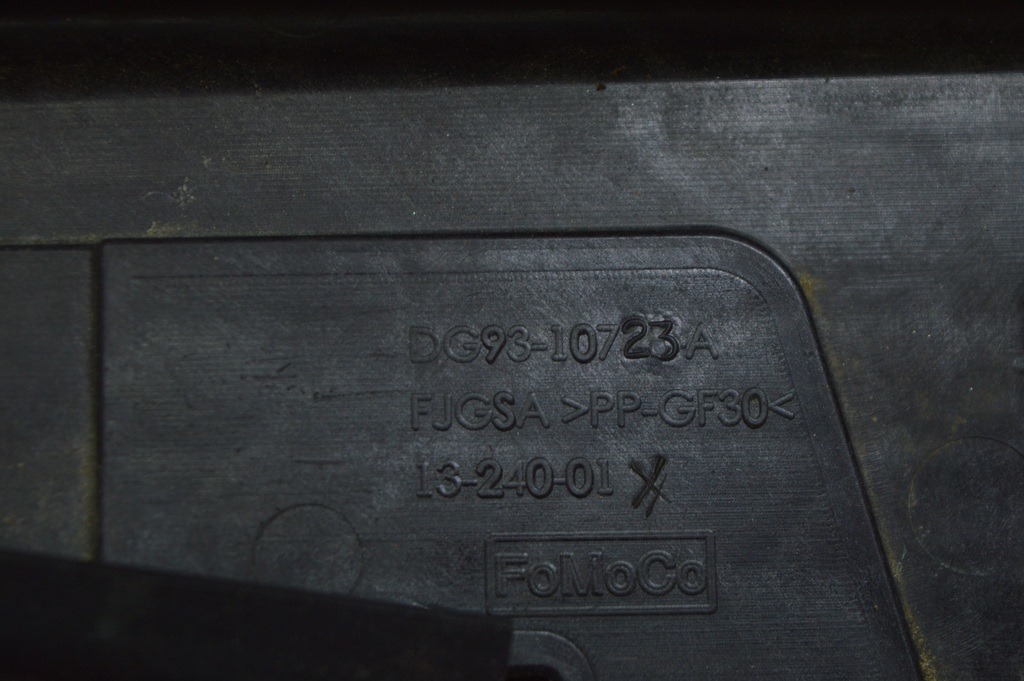 DG93-10723-A
FJGSA >PP-GF30<
13-240-01 X
FoMoCo